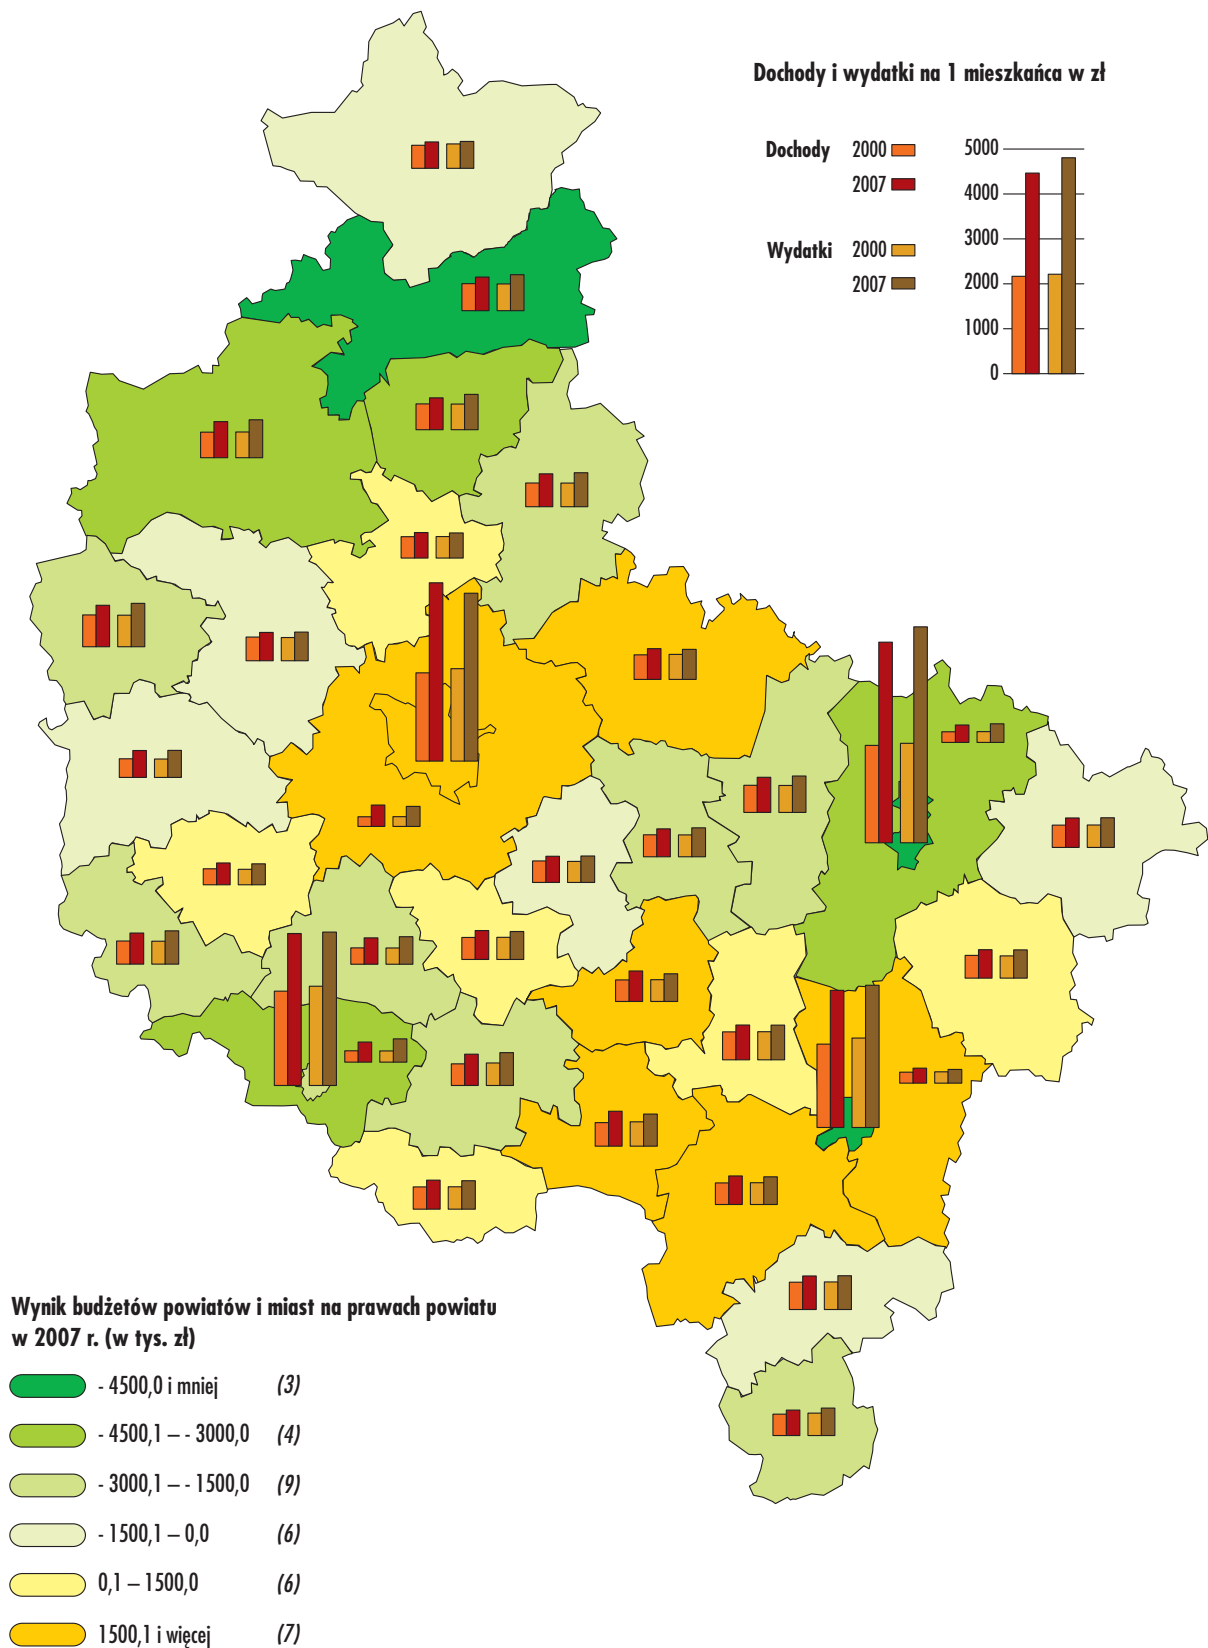 Dochody i wydatki na 1 mieszkańca w zł
Dochody 2000
2007
Wydatki 2000
2007
5000
4000
3000
2000
1000
0
Wynik budżetów powiatów i miast na prawach powiatu
w 2007 r. (w tys. zł)
- 4500,0 i mniej (3)
- 4500,1 – - 3000,0 (4)
- 3000,1 – - 1500,0 (9)
- 1500,1 – 0,0 (6)
0,1 – 1500,0 (6)
1500,1 i więcej (7)